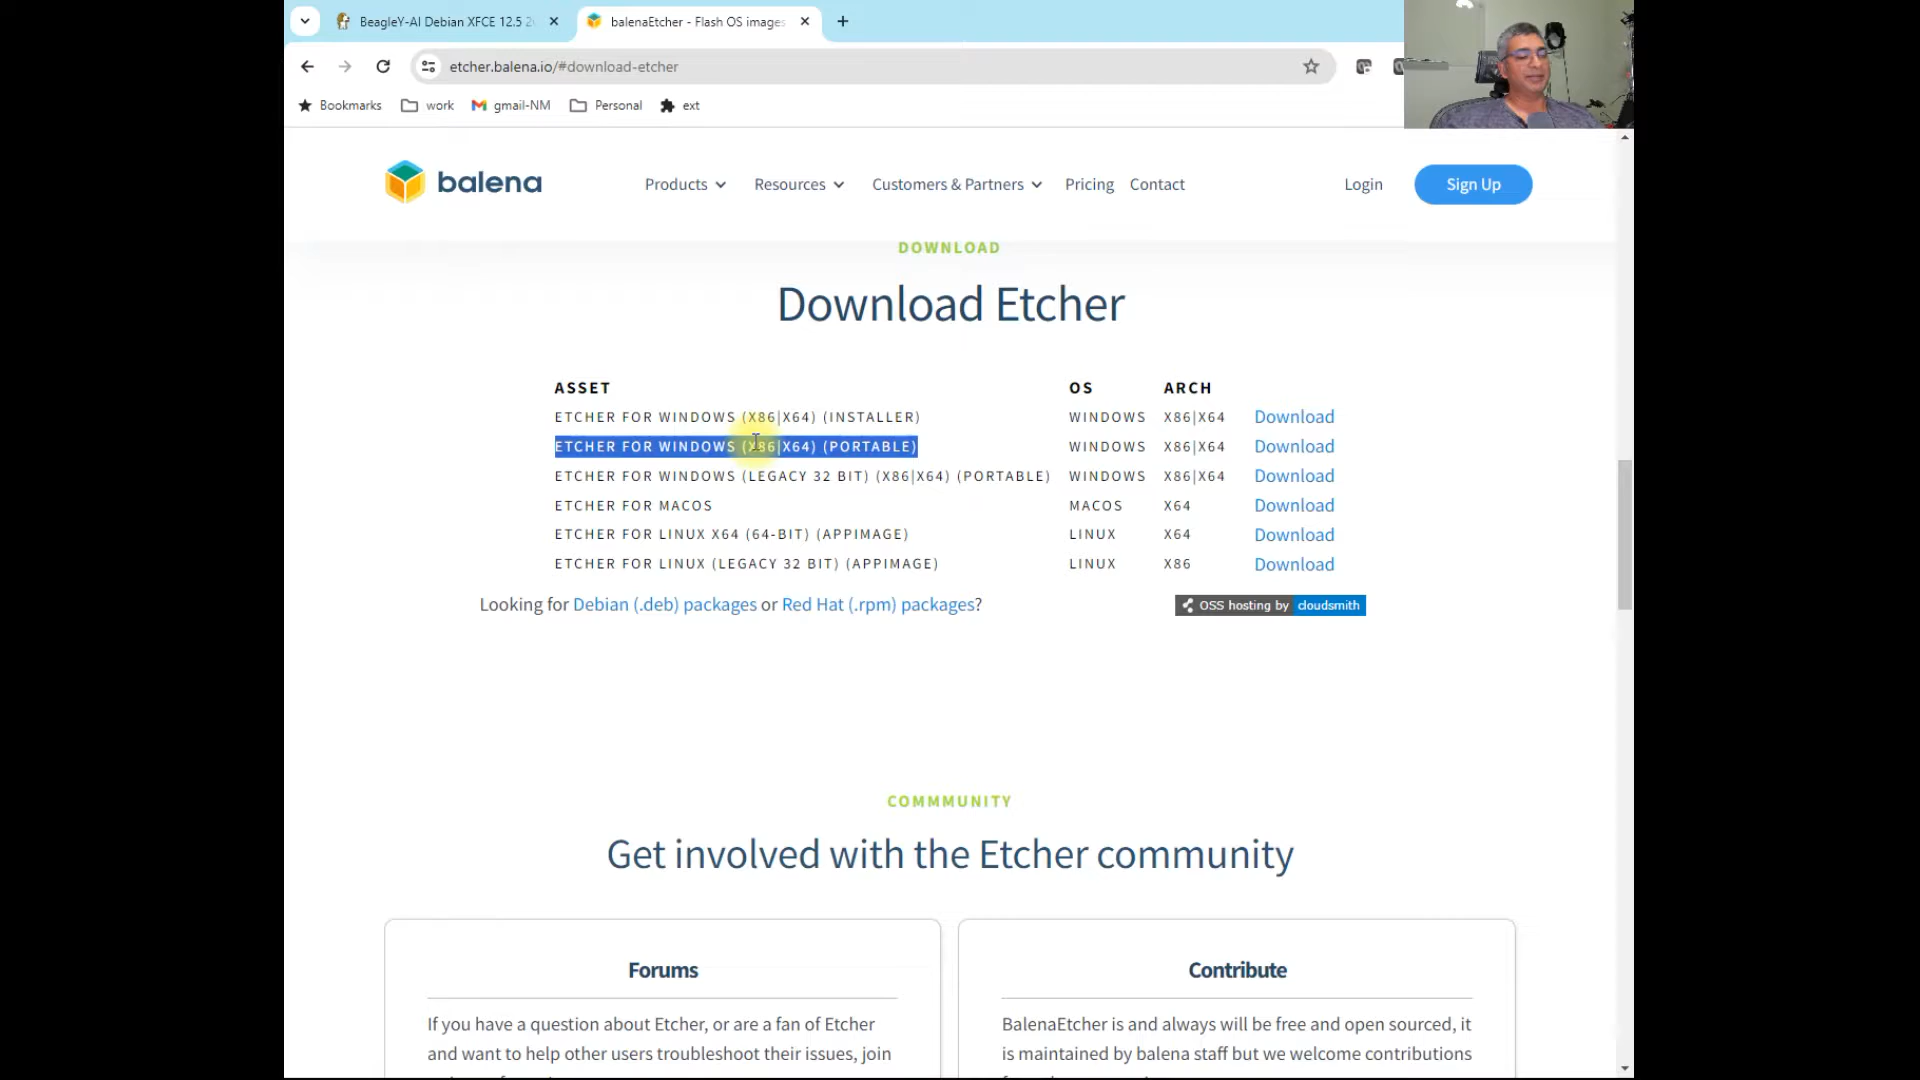 BeagleY-AI Debian XFCE 12.5 2
balenaEtcher - Flash OS images
etcher.balena.io/#download-etcher
Bookmarks
work
gmail-NM
Personal
ext
balena
Products
Resources
Customers & Partners
Pricing
Contact
Login
Sign Up
DOWNLOAD
Download Etcher
ASSET OS ARCH
ETCHER FOR WINDOWS (X86|X64) (INSTALLER) WINDOWS X86|X64 Download
ETCHER FOR WINDOWS (X86|X64) (PORTABLE) WINDOWS X86|X64 Download
ETCHER FOR WINDOWS (LEGACY 32 BIT) (X86|X64) (PORTABLE) WINDOWS X86|X64 Download
ETCHER FOR MACOS MACOS X64 Download
ETCHER FOR LINUX X64 (64-BIT) (APPIMAGE) LINUX X64 Download
ETCHER FOR LINUX (LEGACY 32 BIT) (APPIMAGE) LINUX X86 Download
Looking for Debian (.deb) packages or Red Hat (.rpm) packages?
OSS hosting by cloudsmith
COMMMUNITY
Get involved with the Etcher community
Forums
If you have a question about Etcher, or are a fan of Etcher
and want to help other users troubleshoot their issues, join
Contribute
BalenaEtcher is and always will be free and open sourced, it
is maintained by balena staff but we welcome contributions